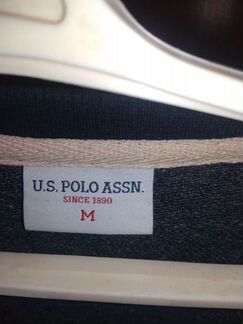 U.S. POLO ASSN.
SINCE 1890
M